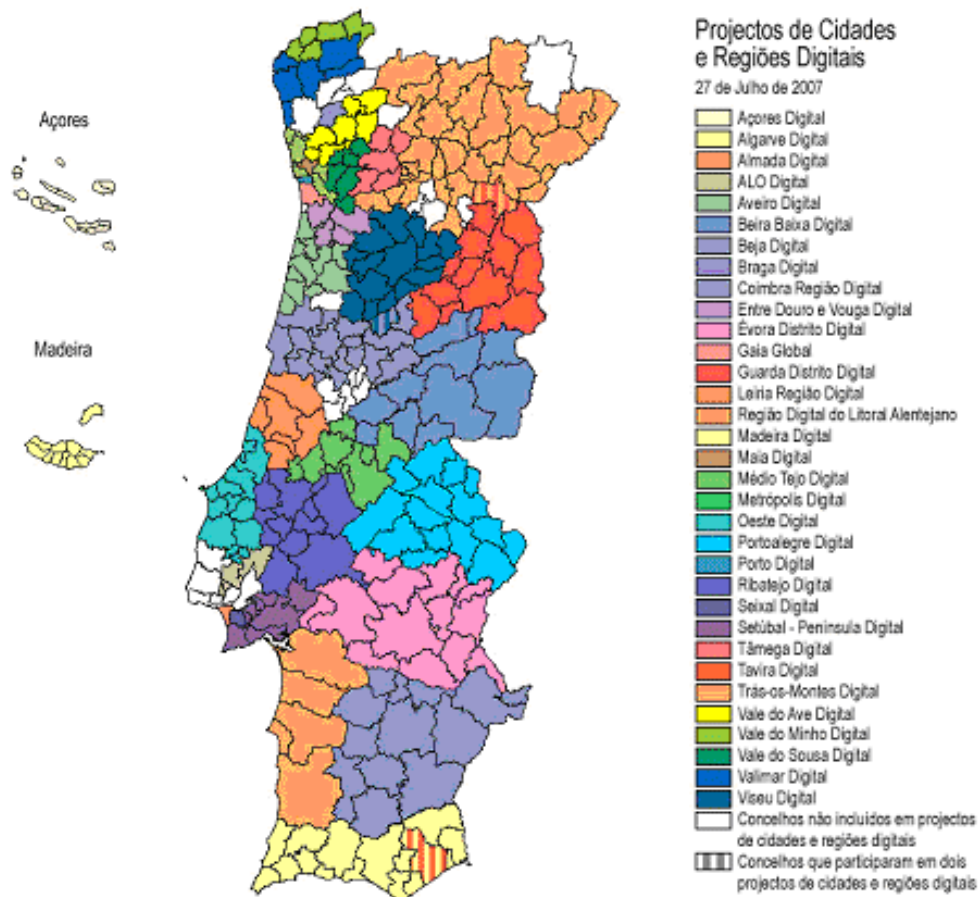 Projectos de Cidades
e Regiões Digitais
27 de Julho de 2007
Açores
Madeira
Açores Digital
Algarve Digital
Almada Digital
ALO Digital
Aveiro Digital
Beira Baixa Digital
Beja Digital
Braga Digital
Coimbra Região Digital
Entre Douro e Vouga Digital
Évora Distrito Digital
Gaia Global
Guarda Distrito Digital
Leiria Região Digital
Região Digital do Litoral Alentejano
Madeira Digital
Maia Digital
Médio Tejo Digital
Metrópolis Digital
Oeste Digital
Portoalegre Digital
Porto Digital
Ribatejo Digital
Seixal Digital
Setúbal - Península Digital
Tâmega Digital
Tavira Digital
Trás-os-Montes Digital
Vale do Ave Digital
Vale do Minho Digital
Vale do Sousa Digital
Valimar Digital
Viseu Digital
Concelhos não incluídos em projectos
de cidades e regiões digitais
Concelhos que participaram em dois
projectos de cidades e regiões digitais